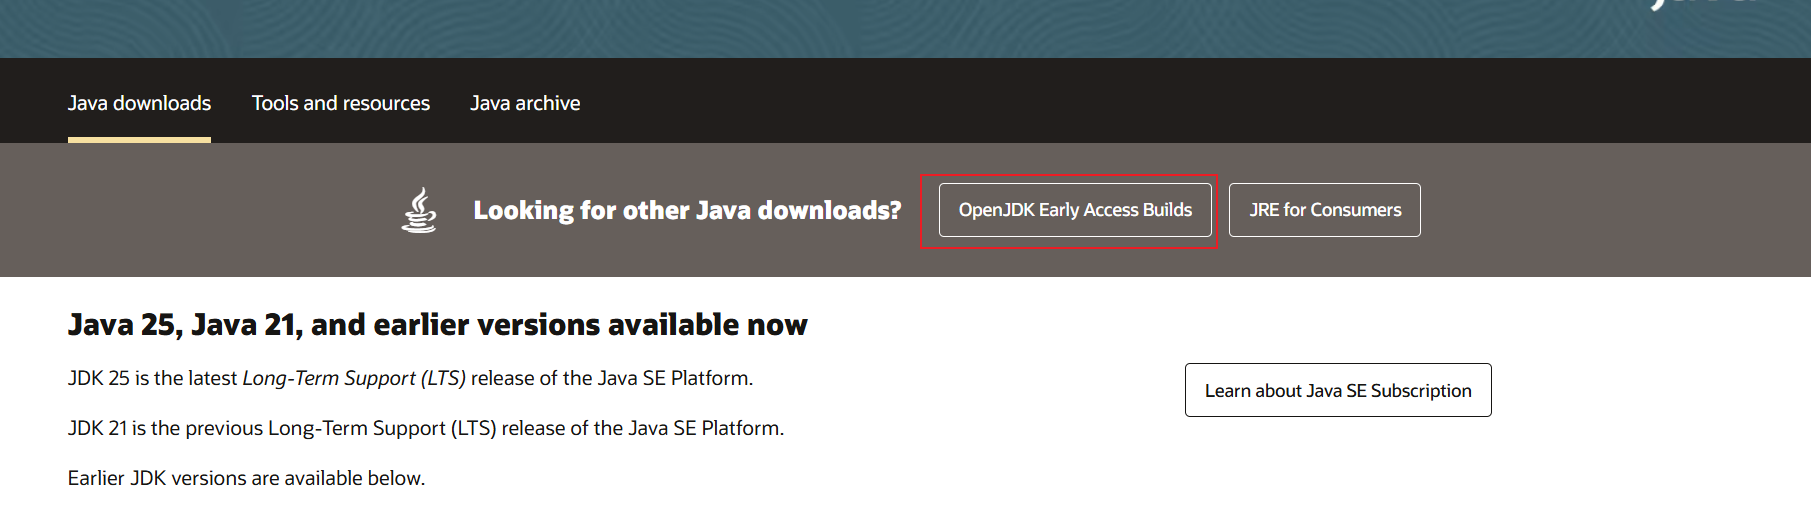 Java downloads Tools and resources Java archive
Looking for other Java downloads? OpenJDK Early Access Builds JRE for Consumers
Java 25, Java 21, and earlier versions available now
JDK 25 is the latest Long-Term Support (LTS) release of the Java SE Platform.
Learn about Java SE Subscription
JDK 21 is the previous Long-Term Support (LTS) release of the Java SE Platform.
Earlier JDK versions are available below.